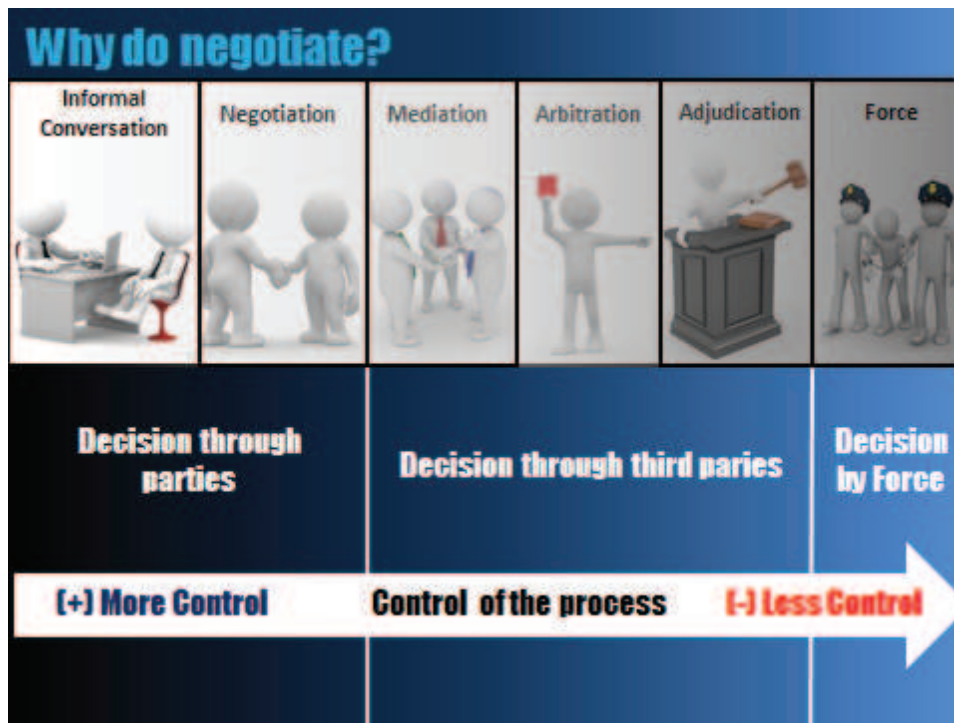 Why do negotiate?
Informal
Conversation
Negotiation
Mediation
Arbitration
Adjudication
Force
Decision through
parties
Decision through third paries
Decision
by Force
(+) More Control
Control of the process
(-) Less Control